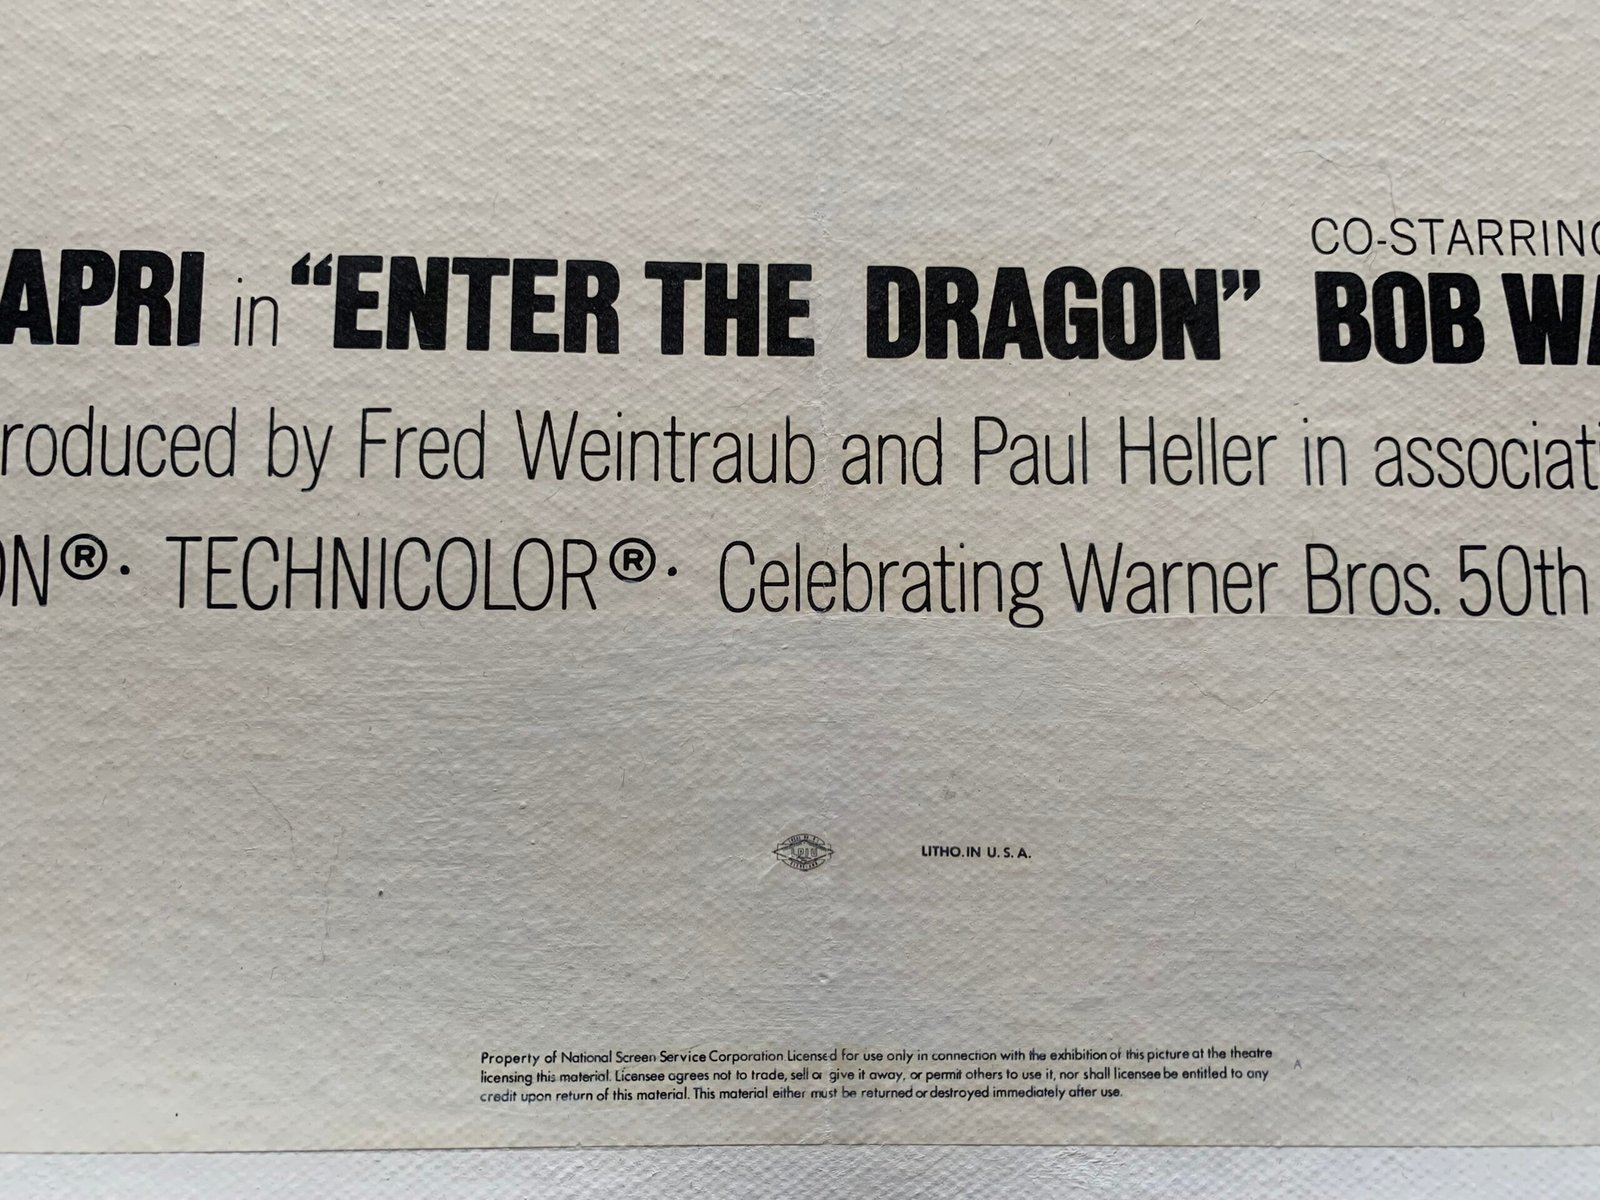 CO-STARRING
APRI in “ENTER THE DRAGON” BOB WA
roduced by Fred Weintraub and Paul Heller in associati
ON®· TECHNICOLOR®· Celebrating Warner Bros. 50th
LITHO.IN U.S.A.
Property of National Screen Service Corporation. Licensed for use only in connection with the exhibition of this picture at the theatre
licensing this material. Licensee agrees not to trade, sell or give it away, or permit others to use it, nor shall licensee be entitled to any
credit upon return of this material. This material either must be returned or destroyed immediately after use.
A